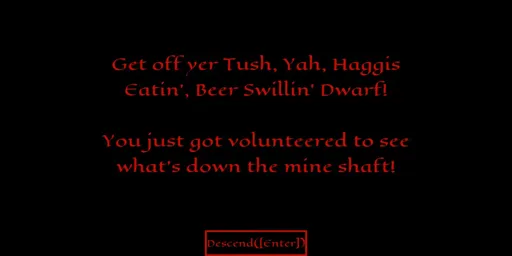 Get off yer Tush, Yah, Haggis
Eatin', Beer Swillin' Dwarf!
You just got volunteered to see
what's down the mine shaft!
Descend([Enter])